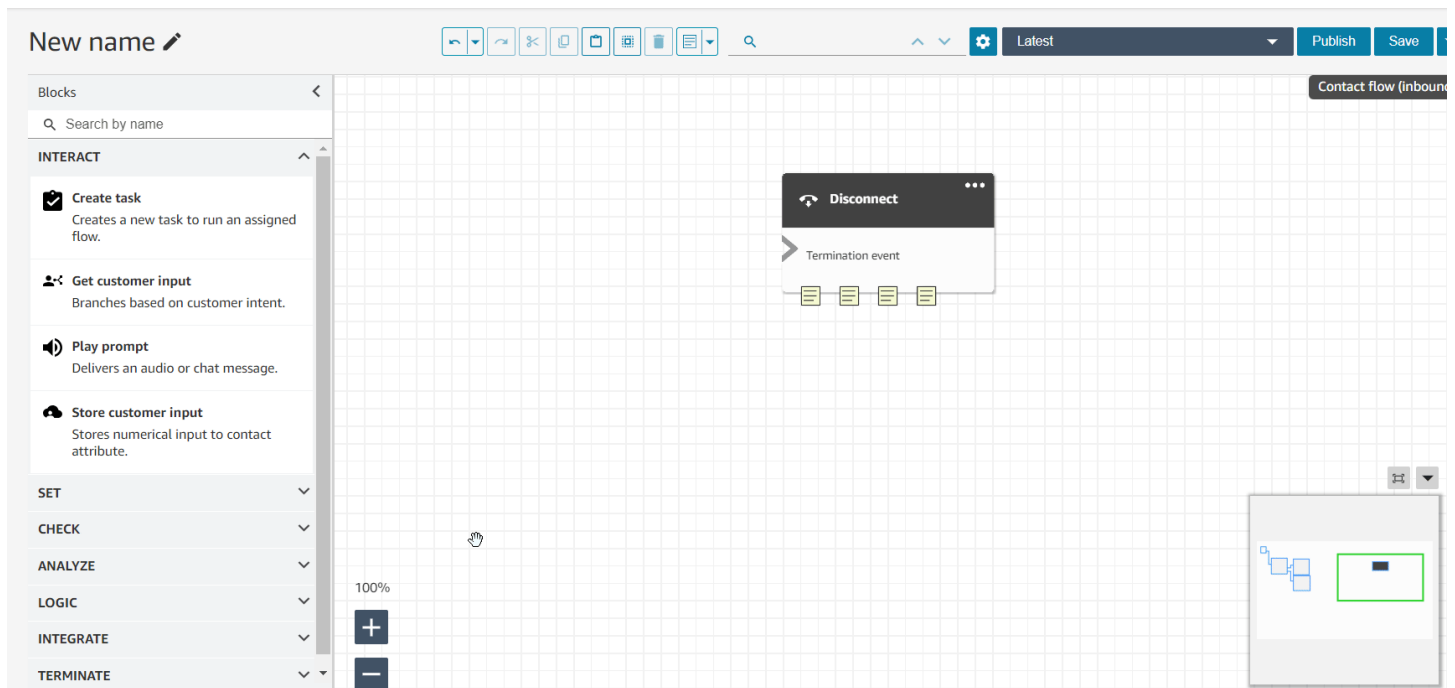 New name
Latest
Publish
Save
Contact flow (inbound
Blocks
Search by name
INTERACT
Create task
Creates a new task to run an assigned
flow.
Get customer input
Branches based on customer intent.
Play prompt
Delivers an audio or chat message.
Store customer input
Stores numerical input to contact
attribute.
SET
CHECK
ANALYZE
LOGIC
INTEGRATE
TERMINATE
Disconnect
Termination event
100%